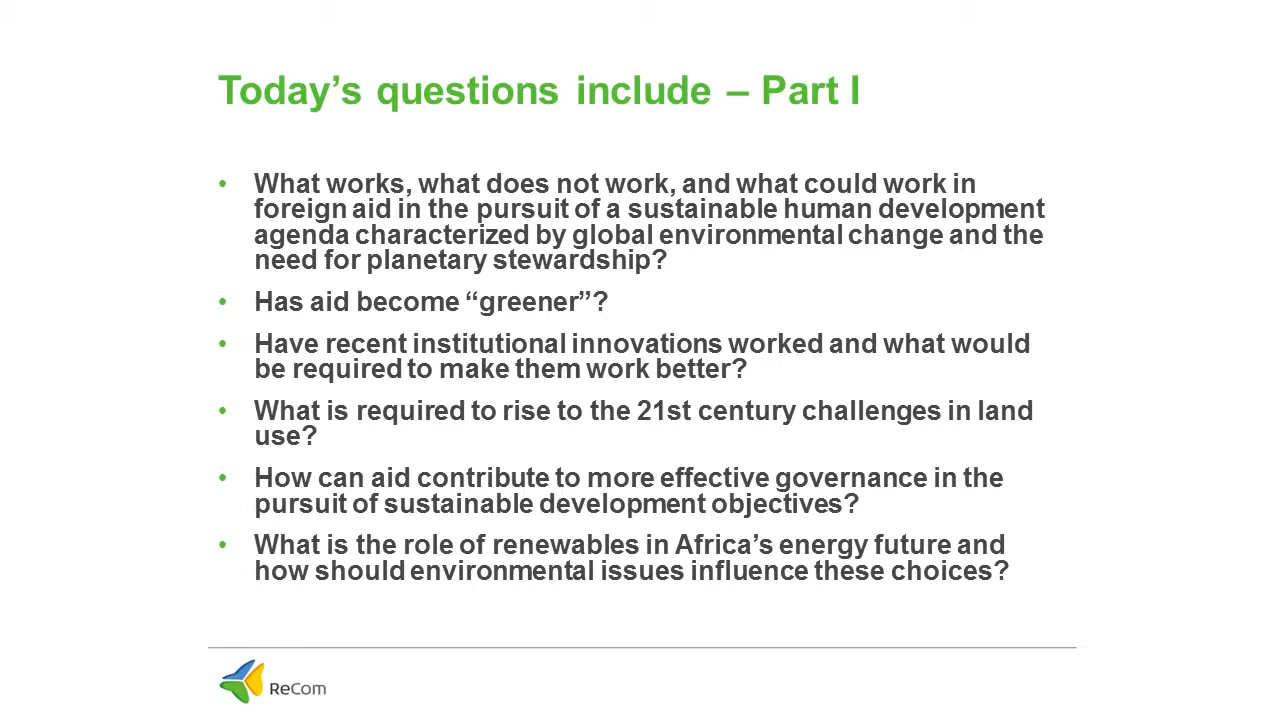 Today’s questions include – Part I
• What works, what does not work, and what could work in
foreign aid in the pursuit of a sustainable human development
agenda characterized by global environmental change and the
need for planetary stewardship?
• Has aid become “greener”?
• Have recent institutional innovations worked and what would
be required to make them work better?
• What is required to rise to the 21st century challenges in land
use?
• How can aid contribute to more effective governance in the
pursuit of sustainable development objectives?
• What is the role of renewables in Africa’s energy future and
how should environmental issues influence these choices?
ReCom